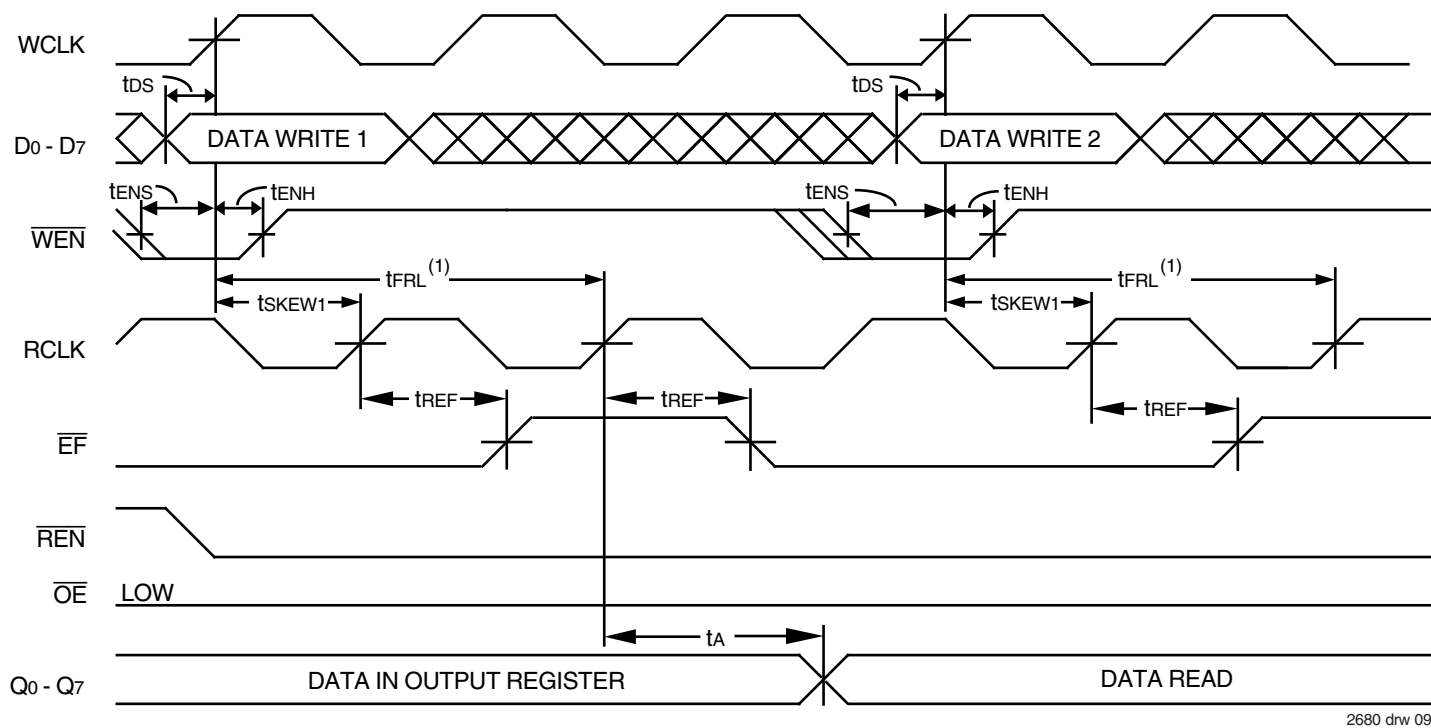 WCLK
tDS tDS
D0 - D7 DATA WRITE 1 DATA WRITE 2
tENS tENH tENS tENH
WEN
tFRL(1) tFRL(1)
tSKEW1 tSKEW1
RCLK
tREF tREF tREF
EF
REN
OE LOW
tA
Q0 - Q7 DATA IN OUTPUT REGISTER DATA READ
2680 drw 09